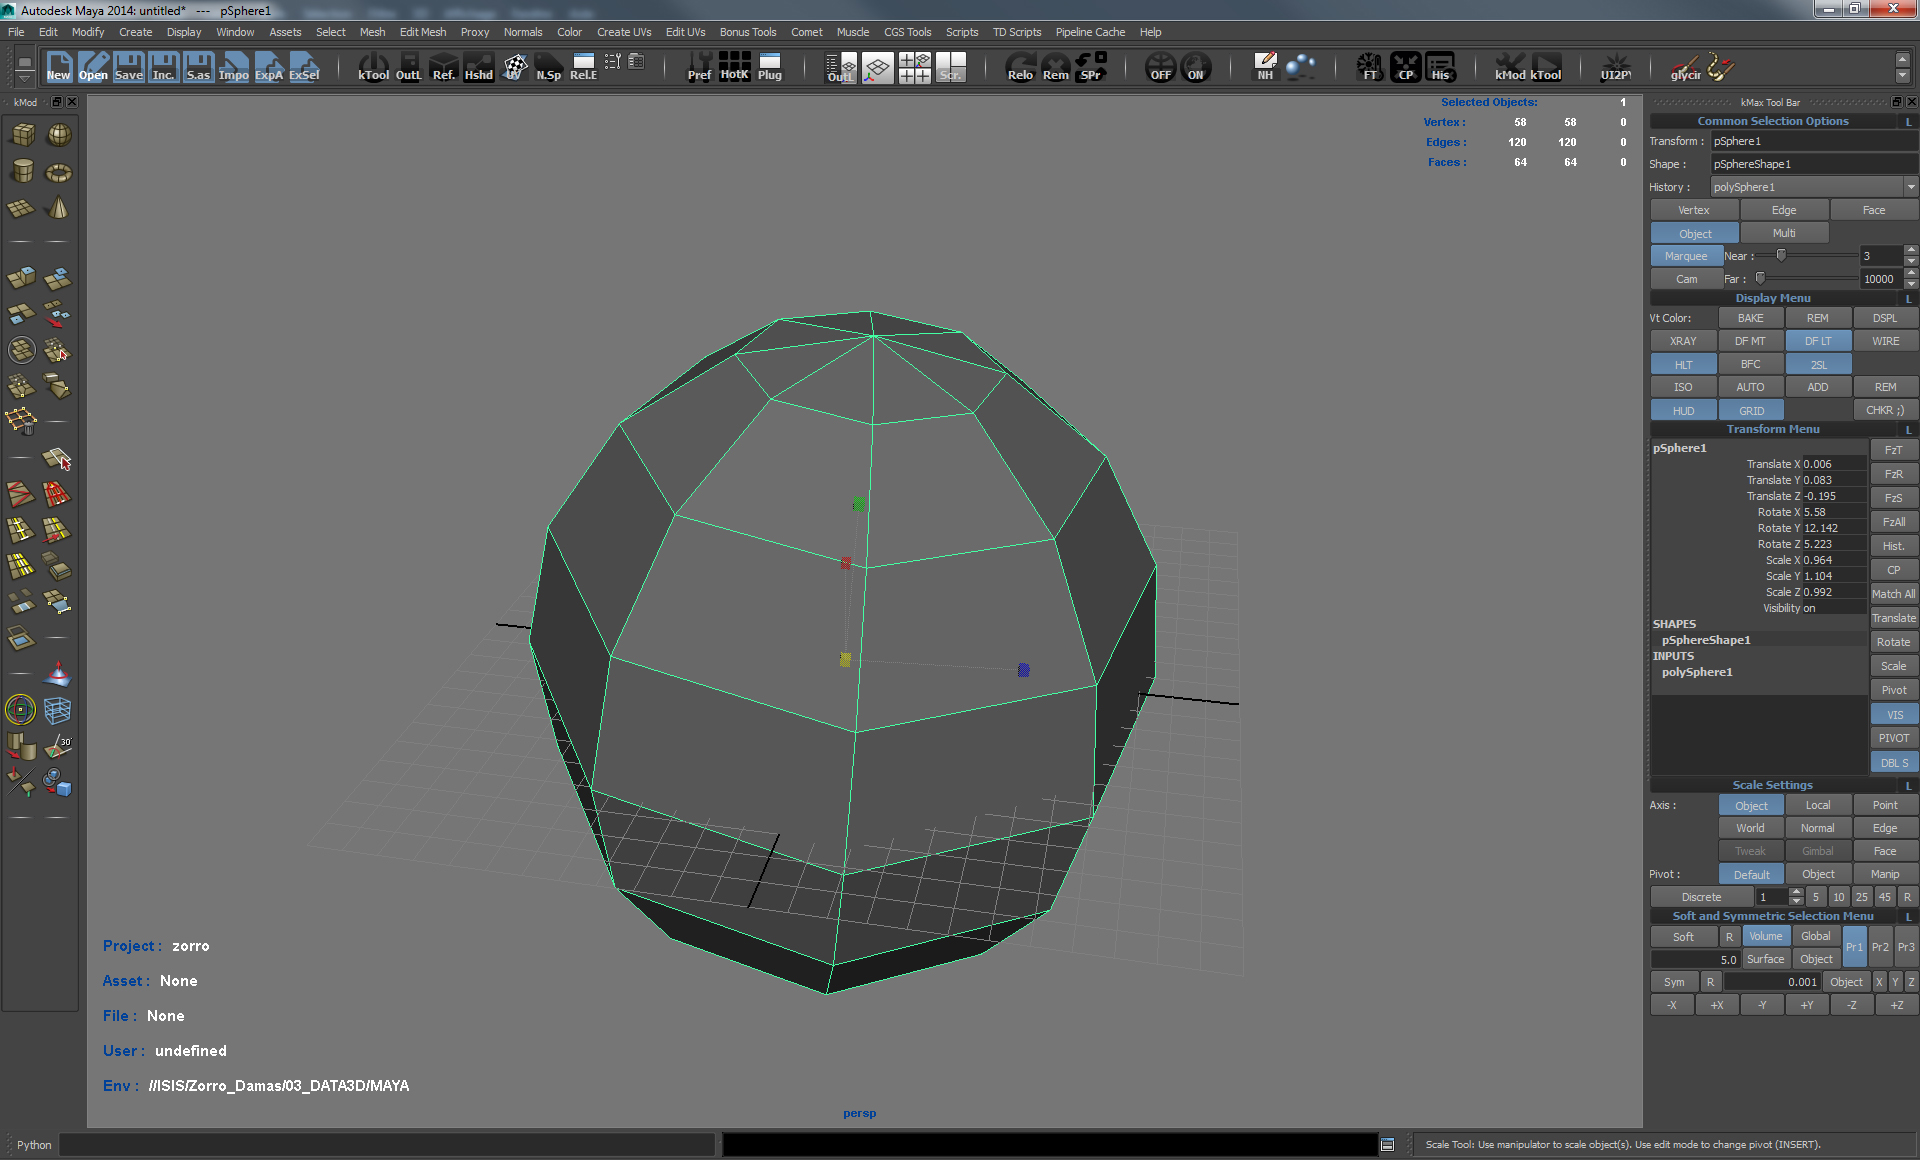 Autodesk Maya 2014: untitled* --- pSphere1
File Edit Modify Create Display Window Assets Select Mesh Edit Mesh Proxy Normals Color Create UVs Edit UVs Bonus Tools Comet Muscle CGS Tools Scripts TD Scripts Pipeline Cache Help
New Open Save Inc. S.as Impo ExpA ExSel kTool OutL Ref. Hshd UV N.Sp Rel.E Pref HotK Plug OutL Scr. Relo Rem SPr OFF ON NH FT CP His kMod kTool UI2PY glycir
kMod
Selected Objects: 1
Vertex : 58 58 0
Edges : 120 120 0
Faces : 64 64 0
30°
Project : zorro
Asset : None
File : None
User : undefined
Env : //ISIS/Zorro_Damas/03_DATA3D/MAYA
persp
kMax Tool Bar
Common Selection Options L
Transform : pSphere1
Shape : pSphereShape1
History : polySphere1
Vertex Edge Face
Object Multi
Marquee Near : 3
Cam Far : 10000
Display Menu L
Vt Color: BAKE REM DSPL
XRAY DF MT DF LT WIRE
HLT BFC 2SL
ISO AUTO ADD REM
HUD GRID CHKR ;)
Transform Menu L
pSphere1 FzT
Translate X 0.006
Translate Y 0.083 FzR
Translate Z -0.195 FzS
Rotate X 5.58
Rotate Y 12.142 FzAll
Rotate Z 5.223 Hist.
Scale X 0.964
Scale Y 1.104 CP
Scale Z 0.992 Match All
Visibility on
SHAPES Translate
pSphereShape1 Rotate
INPUTS
polySphere1 Scale
Pivot
VIS
PIVOT
DBL S
Scale Settings L
Axis : Object Local Point
World Normal Edge
Tweak Gimbal Face
Pivot : Default Object Manip
Discrete 1 5 10 25 45 R
Soft and Symmetric Selection Menu L
Soft R Volume Global Pr1 Pr2 Pr3
5.0 Surface Object
Sym R 0.001 Object X Y Z
-X +X -Y +Y -Z +Z
Python
Scale Tool: Use manipulator to scale object(s). Use edit mode to change pivot (INSERT).